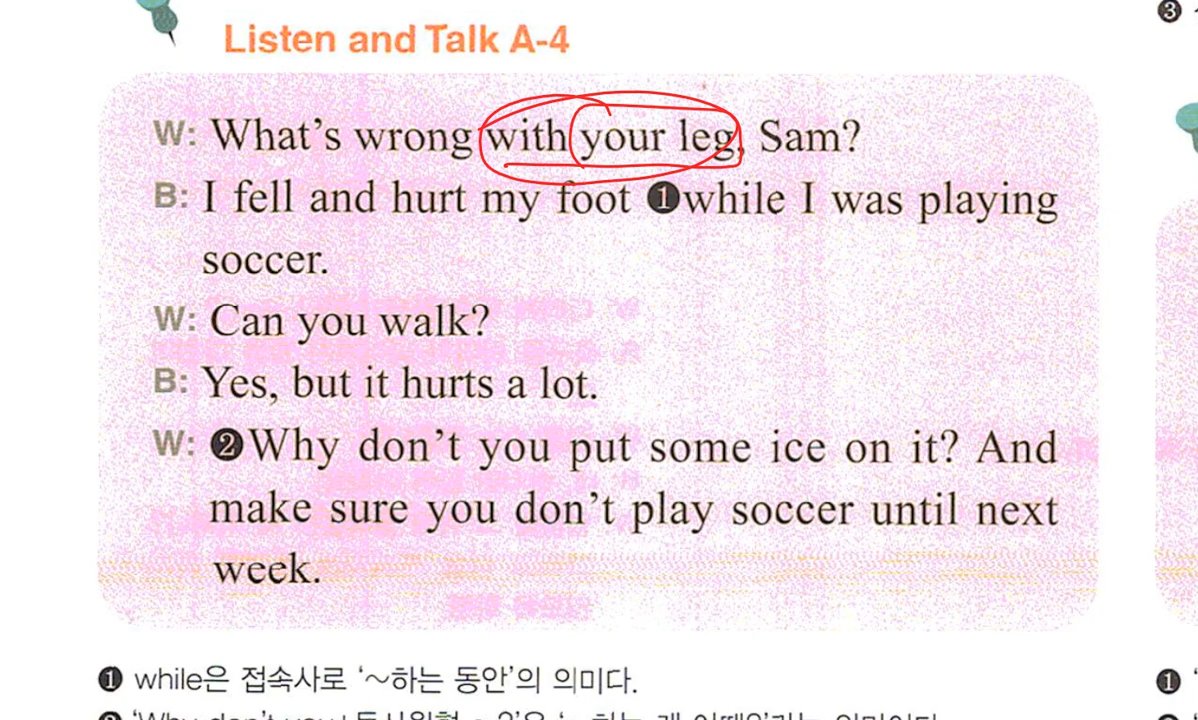 Listen and Talk A-4
W: What's wrong with your leg, Sam?
B: I fell and hurt my foot ❶while I was playing
soccer.
W: Can you walk?
B: Yes, but it hurts a lot.
W: ❷Why don't you put some ice on it? And
make sure you don't play soccer until next
week.
❶ while은 접속사로 '~하는 동안'의 의미다.
❸
❶